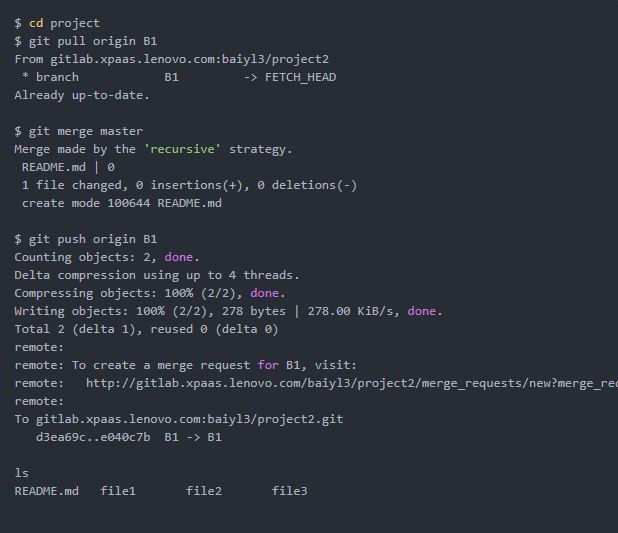 $ cd project
$ git pull origin B1
From gitlab.xpaas.lenovo.com:baiyl3/project2
 * branch            B1         -> FETCH_HEAD
Already up-to-date.

$ git merge master
Merge made by the 'recursive' strategy.
 README.md | 0
 1 file changed, 0 insertions(+), 0 deletions(-)
 create mode 100644 README.md

$ git push origin B1
Counting objects: 2, done.
Delta compression using up to 4 threads.
Compressing objects: 100% (2/2), done.
Writing objects: 100% (2/2), 278 bytes | 278.00 KiB/s, done.
Total 2 (delta 1), reused 0 (delta 0)
remote:
remote: To create a merge request for B1, visit:
remote:   http://gitlab.xpaas.lenovo.com/baiyl3/project2/merge_requests/new?merge_re
remote:
To gitlab.xpaas.lenovo.com:baiyl3/project2.git
   d3ea69c..e040c7b  B1 -> B1

ls
README.md   file1       file2       file3